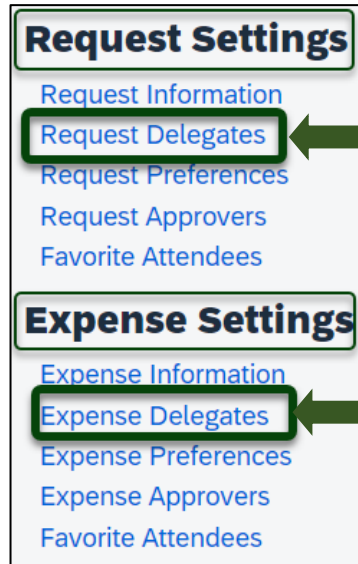 Request Settings
Request Information
Request Delegates
Request Preferences
Request Approvers
Favorite Attendees
Expense Settings
Expense Information
Expense Delegates
Expense Preferences
Expense Approvers
Favorite Attendees